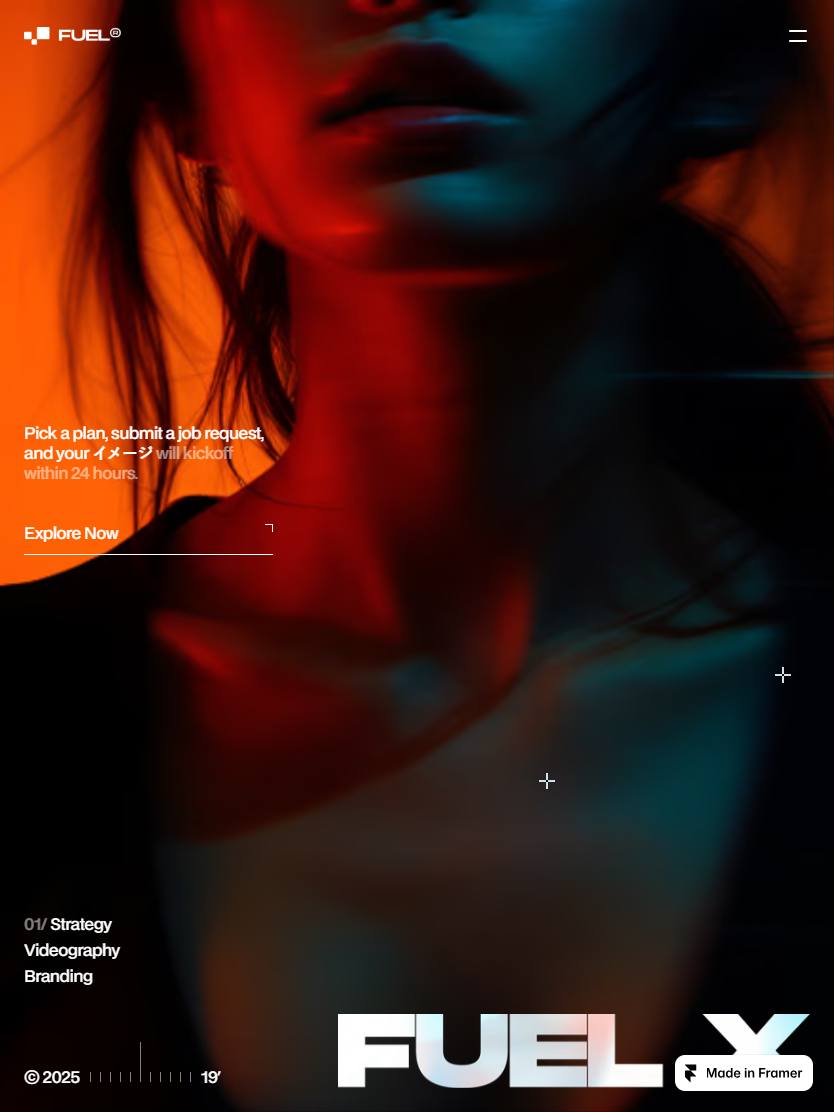 FUEL®
Pick a plan, submit a job request,
and your イメージ will kickoff
within 24 hours.
Explore Now
01/ Strategy
Videography
Branding
© 2025
19′
FUEL X
Made in Framer